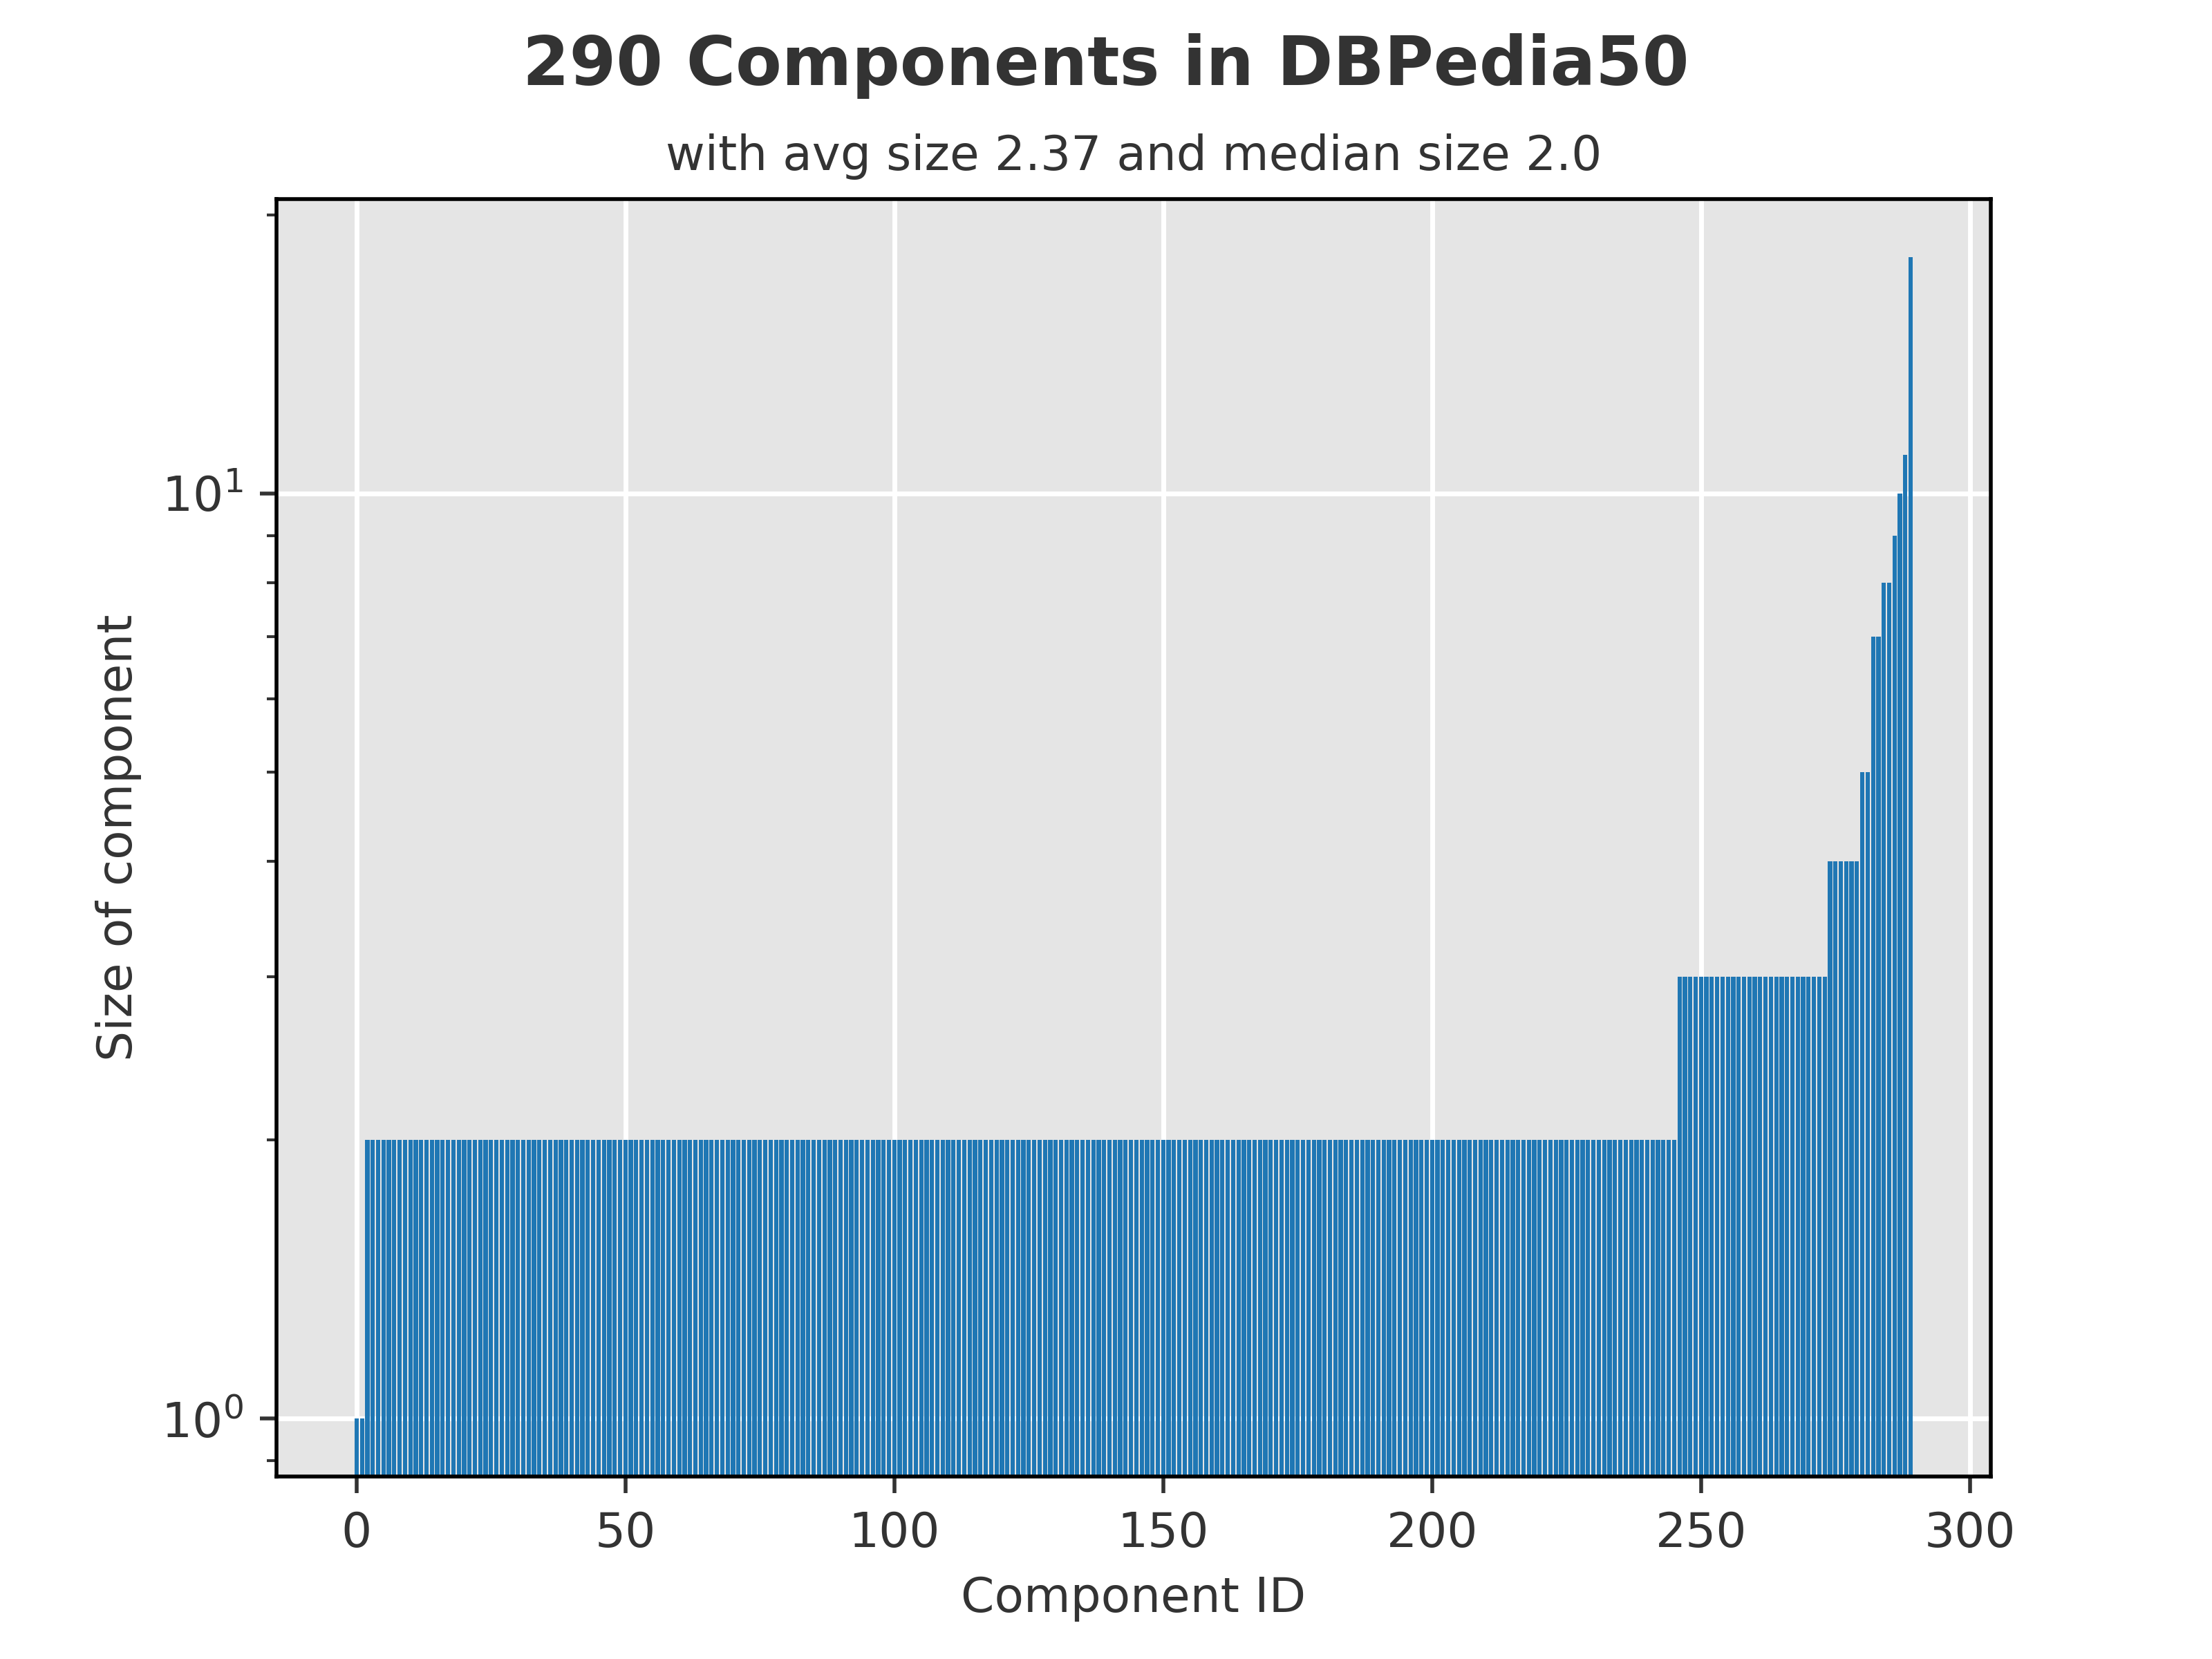 290 Components in DBPedia50
with avg size 2.37 and median size 2.0
Size of component
10¹
10⁰
0 50 100 150 200 250 300
Component ID